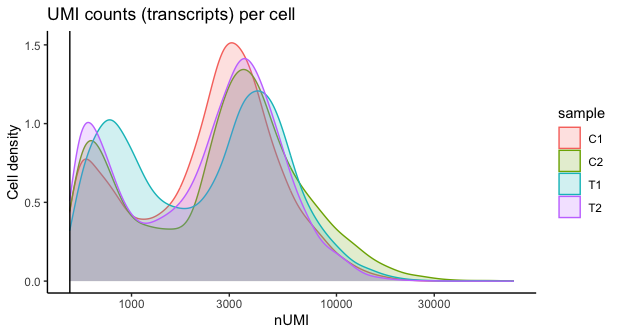 UMI counts (transcripts) per cell
1.5
1.0
0.5
0.0
Cell density
1000 3000 10000 30000
nUMI
sample
C1
C2
T1
T2